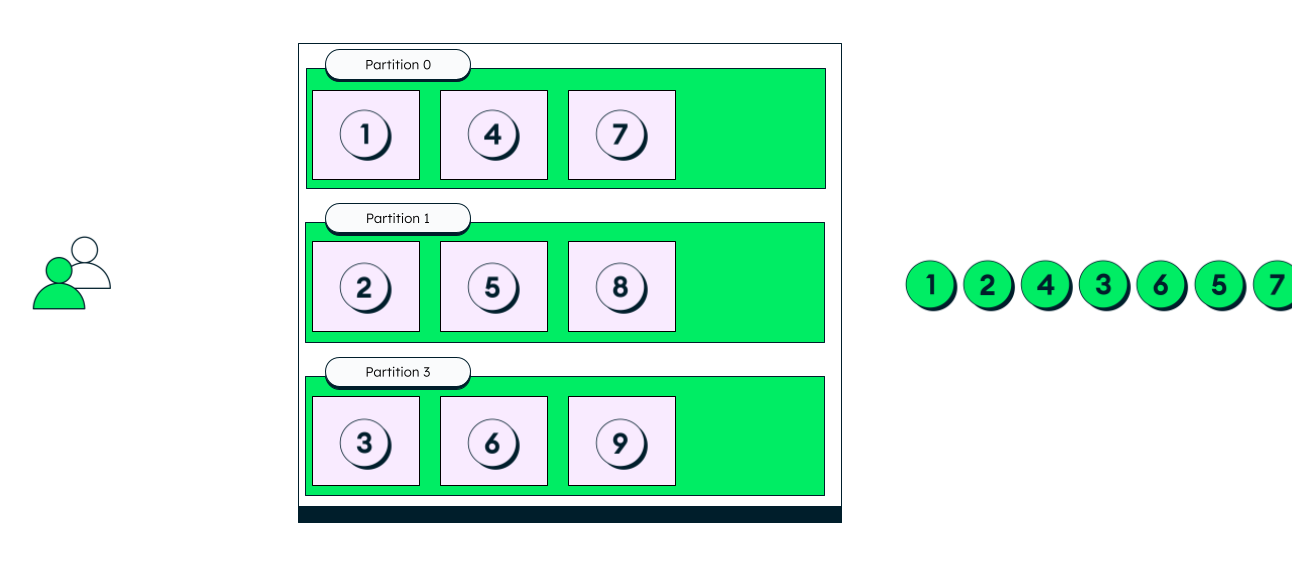 Partition 0
1 4 7
Partition 1
2 5 8
1 2 4 3 6 5 7
Partition 3
3 6 9